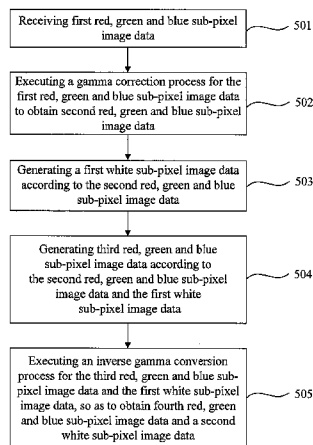 Receiving first red, green and blue sub-pixel
image data
501
Executing a gamma correction process for the
first red, green and blue sub-pixel image data
to obtain second red, green and blue sub-pixel
image data
502
Generating a first white sub-pixel image data
according to the second red, green and blue
sub-pixel image data
503
Generating third red, green and blue
sub-pixel image data according to
the second red, green and blue sub-pixel
image data and the first white
sub-pixel image data
504
Executing an inverse gamma conversion
process for the third red, green and blue sub-
pixel image data and the first white sub-pixel
image data, so as to obtain fourth red, green
and blue sub-pixel image data and a second
white sub-pixel image data
505